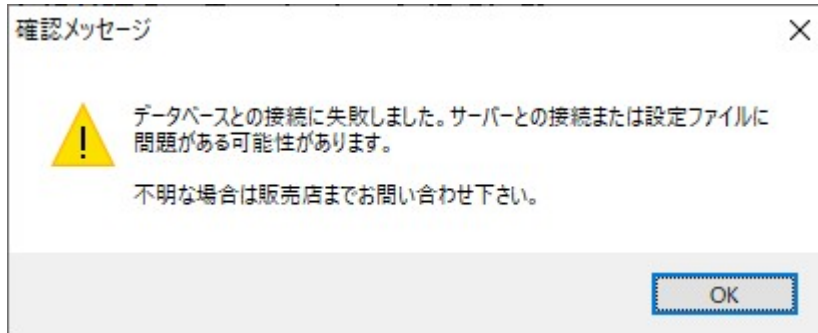 確認メッセージ
データベースとの接続に失敗しました。サーバーとの接続または設定ファイルに
問題がある可能性があります。
不明な場合は販売店までお問い合わせ下さい。
OK